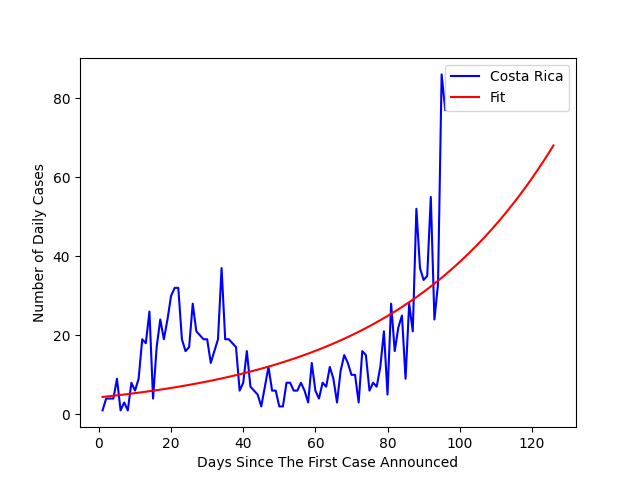 Costa Rica
Fit
80
60
40
20
0
Number of Daily Cases
0 20 40 60 80 100 120
Days Since The First Case Announced